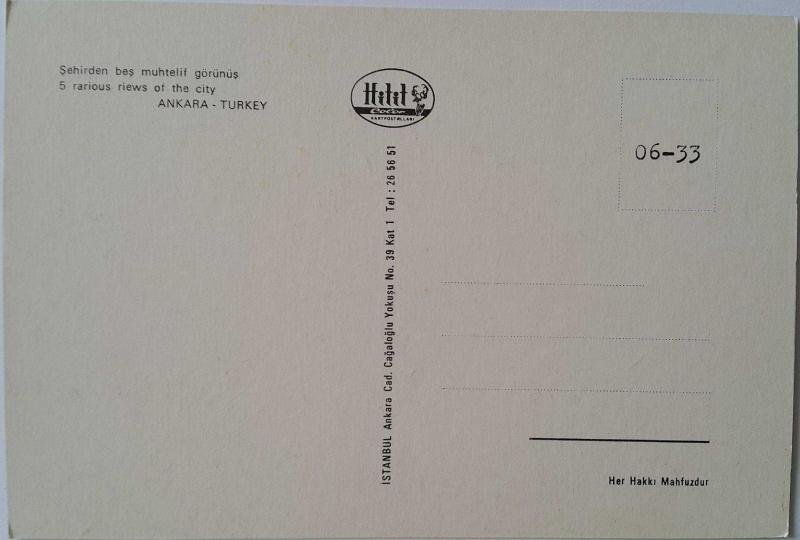 Şehirden beş muhtelif görünüş
5 rarious riews of the city
ANKARA - TURKEY
Hitit
Color
KARTPOSTALLARI
06-33
İSTANBUL Ankara Cad. Cağaloğlu Yokuşu No. 39 Kat 1 Tel : 26 56 51
Her Hakkı Mahfuzdur